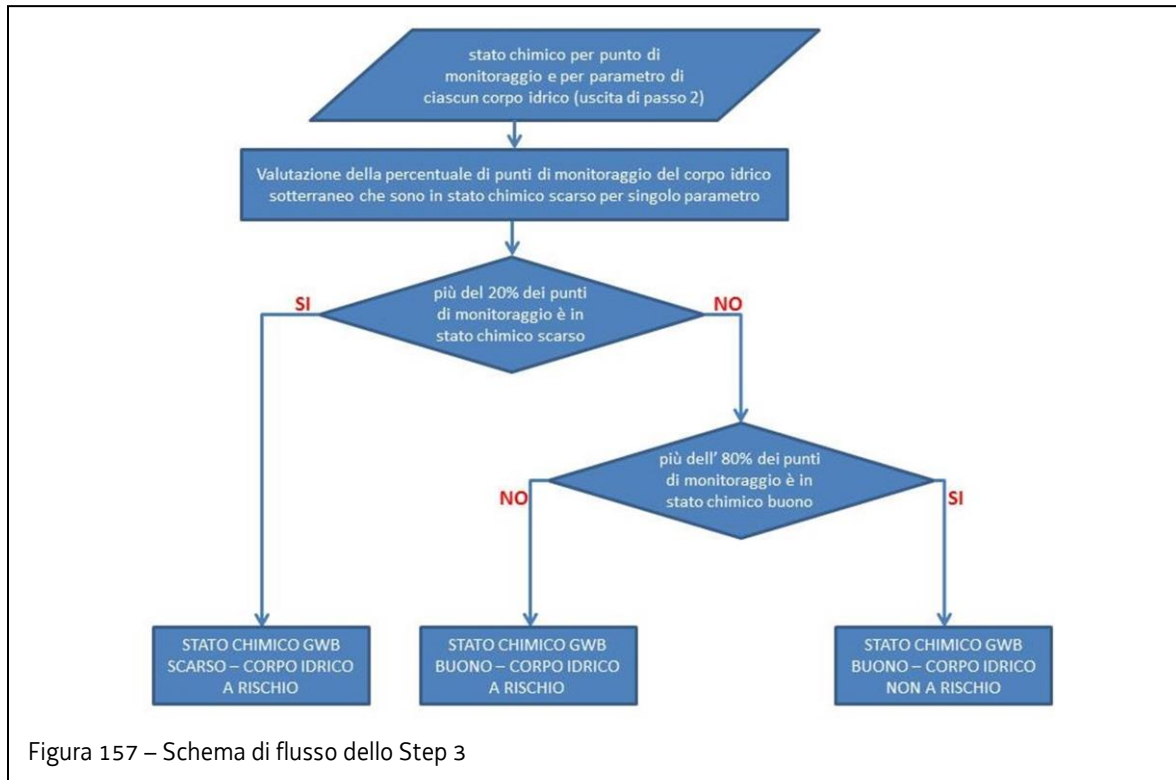 stato chimico per punto di
monitoraggio e per parametro di
ciascun corpo idrico (uscita di passo 2)
Valutazione della percentuale di punti di monitoraggio del corpo idrico
sotterraneo che sono in stato chimico scarso per singolo parametro
SI
più del 20% dei punti
di monitoraggio è in
stato chimico scarso
NO
più dell' 80% dei punti
di monitoraggio è in
stato chimico buono
NO
SI
STATO CHIMICO GWB
SCARSO – CORPO IDRICO
A RISCHIO
STATO CHIMICO GWB
BUONO – CORPO IDRICO
A RISCHIO
STATO CHIMICO GWB
BUONO – CORPO IDRICO
NON A RISCHIO
Figura 157 – Schema di flusso dello Step 3